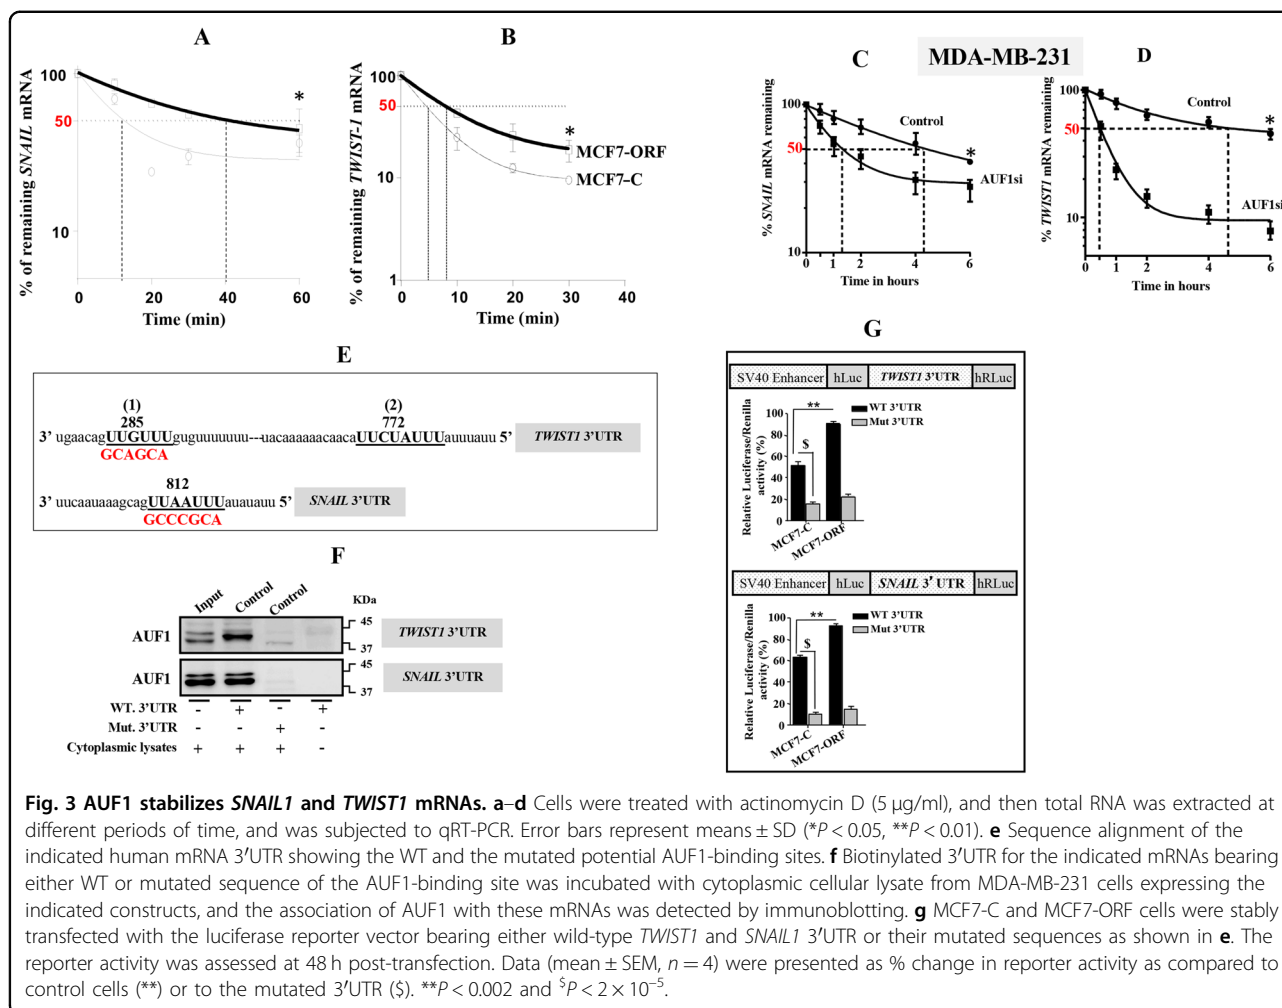 A
% of remaining SNAIL mRNA
100
50
10
*
0 20 40 60
Time (min)
B
% of remaining TWIST-1 mRNA
100
50
10
1
*
MCF7-ORF
MCF7-C
0 10 20 30 40
Time (min)
MDA-MB-231
C
% SNAIL mRNA remaining
100
50
10
Control
*
AUF1si
0 1 2 4 6
Time in hours
D
% TWIST1 mRNA remaining
100
50
10
Control
*
AUF1si
0 1 2 4 6
Time in hours
E
(1) (2)
285 772
3' ugaacagUUGUUUguguuuuuuu---uacaaaaaacaacaUUCUAUUUauuuauu 5' TWIST1 3'UTR
GCAGCA
812
3' uucaauaaagcagUUAAUUUauauauu 5' SNAIL 3'UTR
GCCCGCA
F
Input Control Control KDa
AUF1 45 TWIST1 3'UTR
37
AUF1 45 SNAIL 3'UTR
37
WT. 3'UTR - + - +
Mut. 3'UTR - - + -
Cytoplasmic lysates + + + -
G
SV40 Enhancer hLuc TWIST1 3'UTR hRLuc
Relative Luciferase/Renilla activity (%)
100
80
60
40
20
0
**
$
WT 3'UTR
Mut 3'UTR
MCF7-C MCF7-ORF
SV40 Enhancer hLuc SNAIL 3' UTR hRLuc
Relative Luciferase/Renilla activity (%)
100
80
60
40
20
0
**
$
WT 3'UTR
Mut 3'UTR
MCF7-C MCF7-ORF
Fig. 3 AUF1 stabilizes SNAIL1 and TWIST1 mRNAs. a–d Cells were treated with actinomycin D (5 µg/ml), and then total RNA was extracted at
different periods of time, and was subjected to qRT-PCR. Error bars represent means ± SD (*P < 0.05, **P < 0.01). e Sequence alignment of the
indicated human mRNA 3′UTR showing the WT and the mutated potential AUF1-binding sites. f Biotinylated 3′UTR for the indicated mRNAs bearing
either WT or mutated sequence of the AUF1-binding site was incubated with cytoplasmic cellular lysate from MDA-MB-231 cells expressing the
indicated constructs, and the association of AUF1 with these mRNAs was detected by immunoblotting. g MCF7-C and MCF7-ORF cells were stably
transfected with the luciferase reporter vector bearing either wild-type TWIST1 and SNAIL1 3′UTR or their mutated sequences as shown in e. The
reporter activity was assessed at 48 h post-transfection. Data (mean ± SEM, n = 4) were presented as % change in reporter activity as compared to
control cells (**) or to the mutated 3′UTR ($). **P < 0.002 and $P < 2 × 10−5.